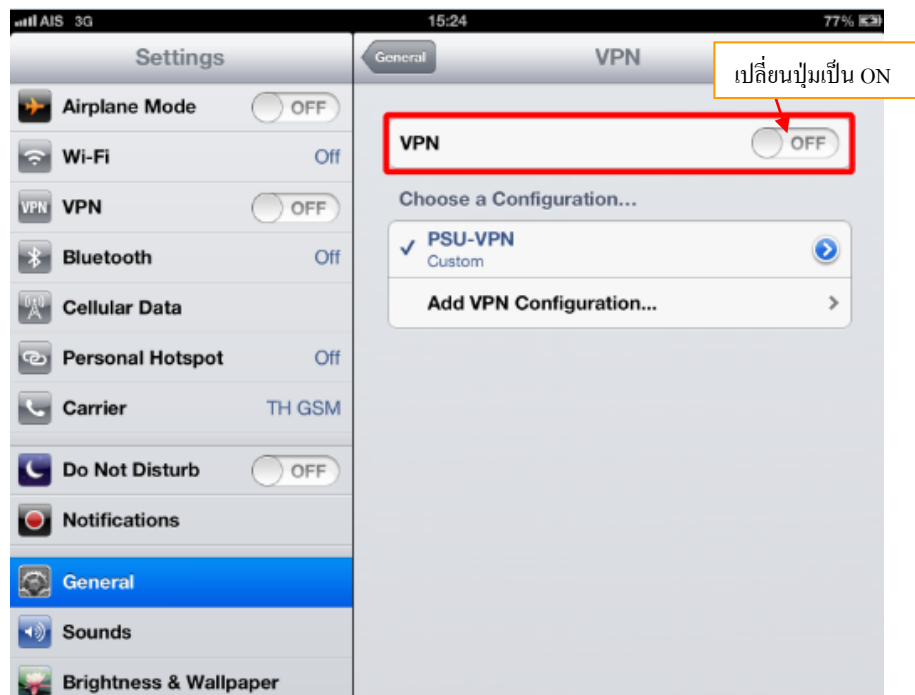 AIS 3G 15:24 77%
Settings
General
VPN
เปลี่ยนปุ่มเป็น ON
Airplane Mode OFF
Wi-Fi Off
VPN VPN OFF
Bluetooth Off
Cellular Data
Personal Hotspot Off
Carrier TH GSM
Do Not Disturb OFF
Notifications
General
Sounds
Brightness & Wallpaper
VPN OFF
Choose a Configuration...
PSU-VPN
Custom
Add VPN Configuration...